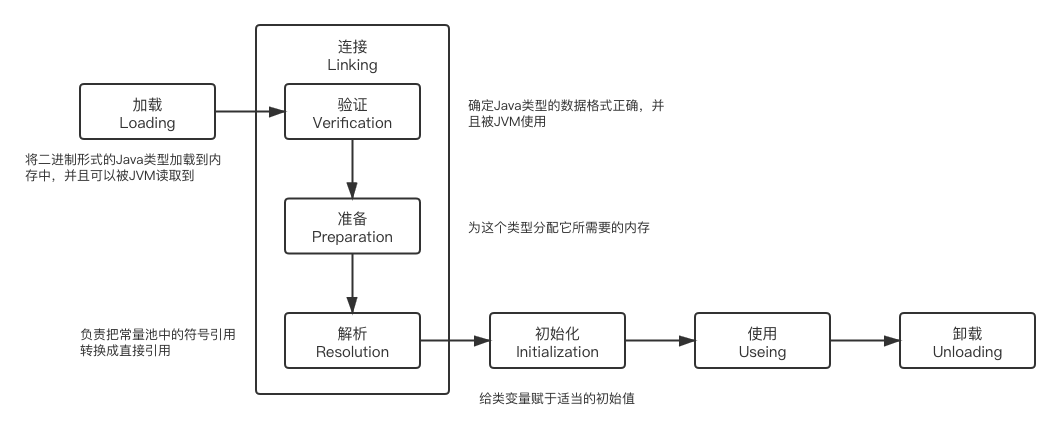 连接
Linking
加载
Loading
验证
Verification
确定Java类型的数据格式正确，并
且被JVM使用
将二进制形式的Java类型加载到内
存中，并且可以被JVM读取到
准备
Preparation
为这个类型分配它所需要的内存
负责把常量池中的符号引用
转换成直接引用
解析
Resolution
初始化
Initialization
使用
Useing
卸载
Unloading
给类变量赋于适当的初始值